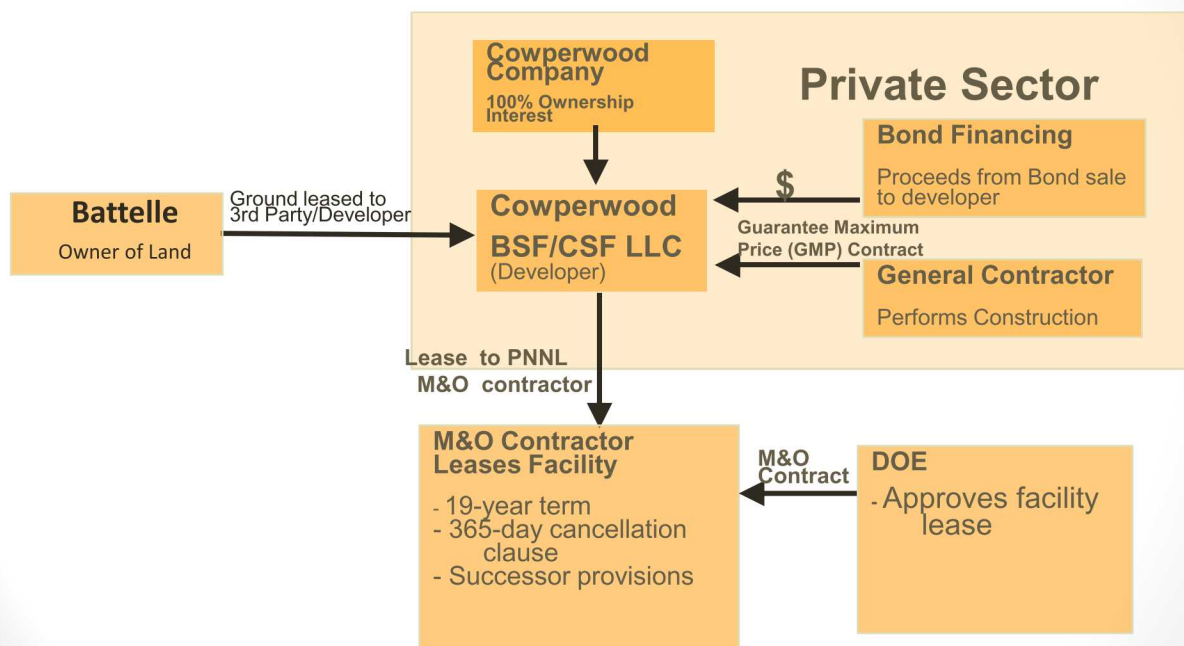 Private Sector
Cowperwood
Company
100% Ownership
Interest
Bond Financing
Proceeds from Bond sale
to developer
$
Battelle
Owner of Land
Ground leased to
3rd Party/Developer
Cowperwood
BSF/CSF LLC
(Developer)
Guarantee Maximum
Price (GMP) Contract
General Contractor
Performs Construction
Lease to PNNL
M&O contractor
M&O Contractor
Leases Facility
- 19-year term
- 365-day cancellation
clause
- Successor provisions
M&O
Contract
DOE
- Approves facility
lease